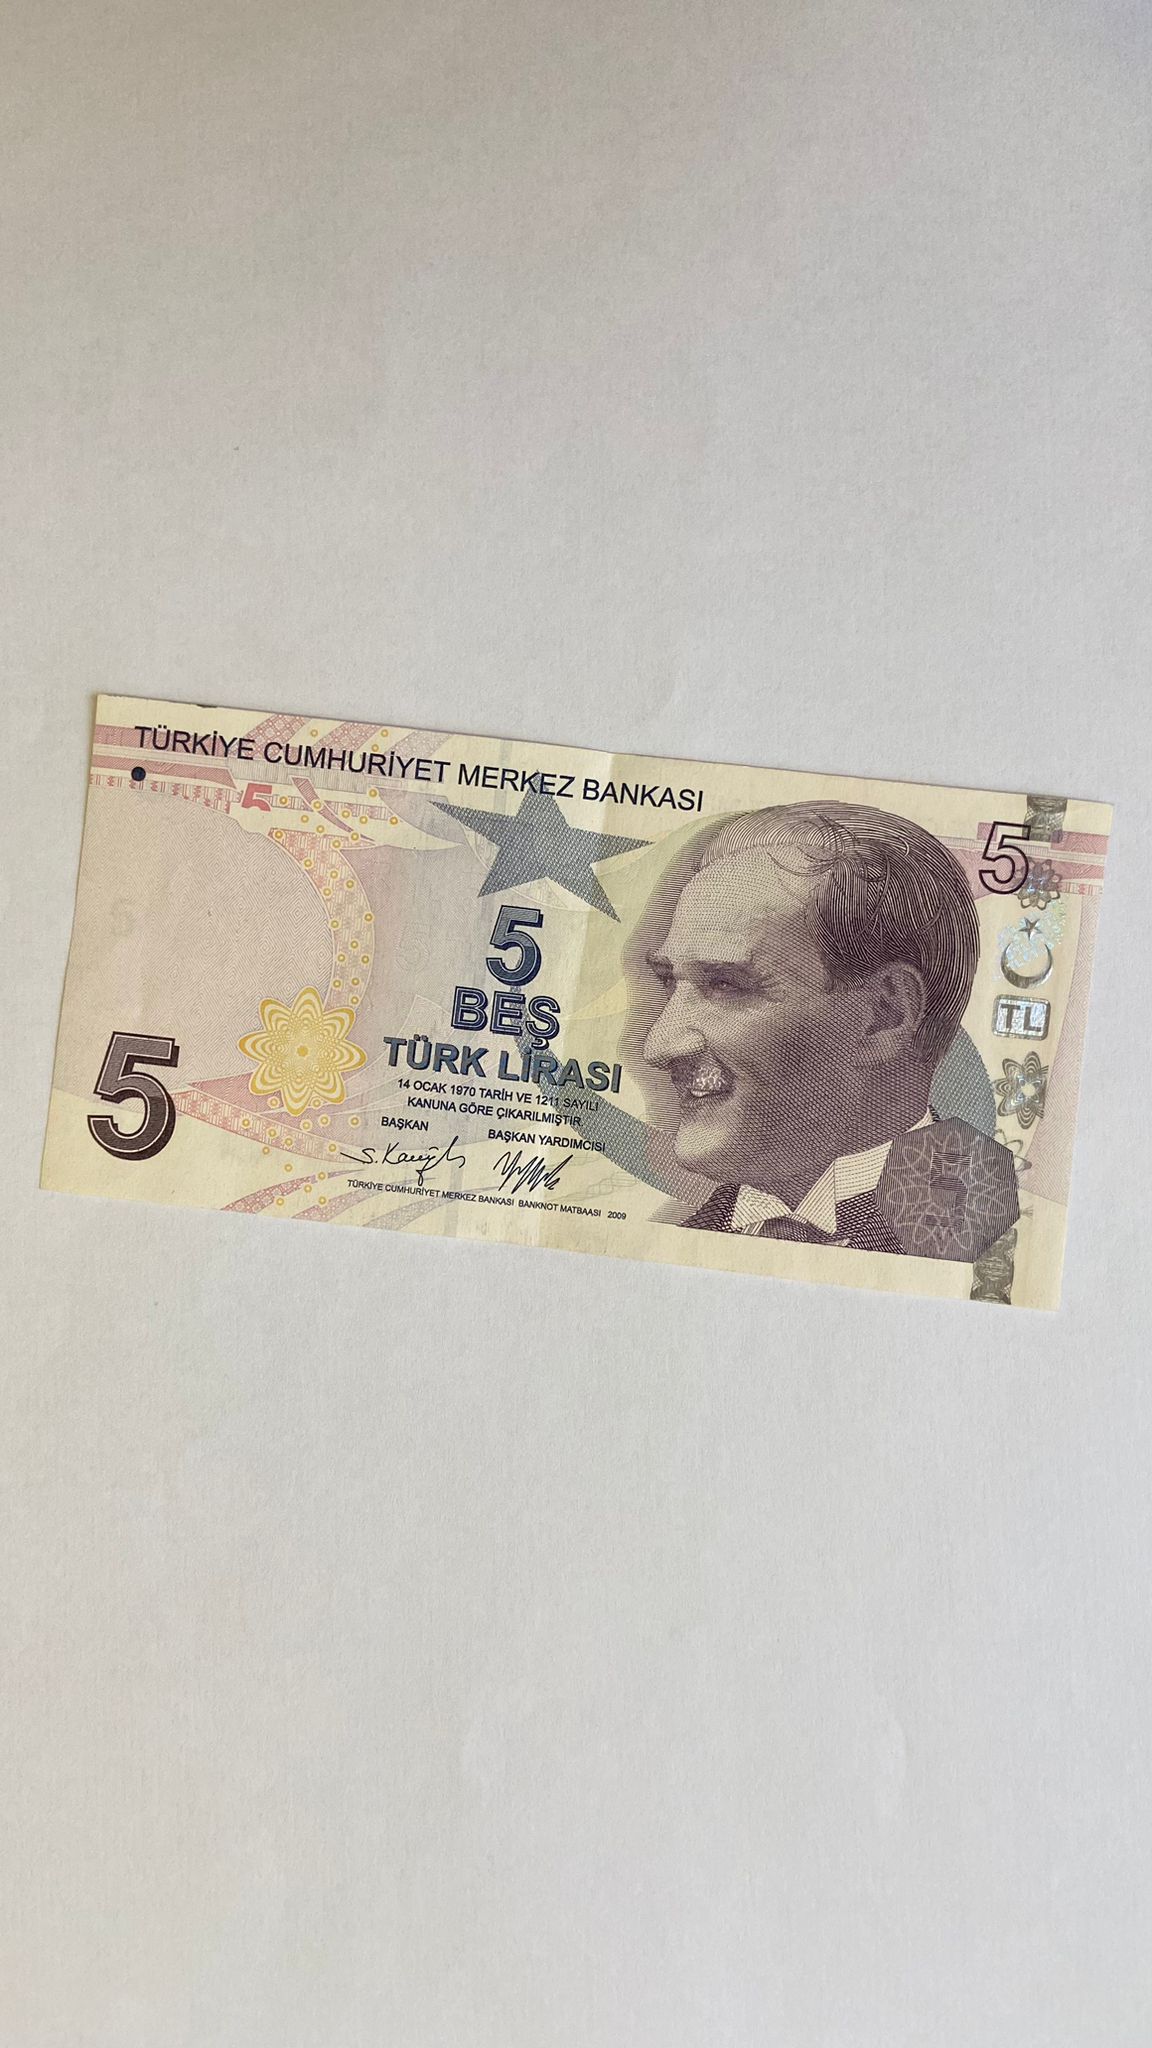 TÜRKİYE CUMHURİYET MERKEZ BANKASI
5
5
5
BEŞ
TÜRK LİRASI
14 OCAK 1970 TARİH VE 1211 SAYILI
KANUNA GÖRE ÇIKARILMIŞTIR.
BAŞKAN BAŞKAN YARDIMCISI
TÜRKİYE CUMHURİYET MERKEZ BANKASI BANKNOT MATBAASI 2009
5
TL